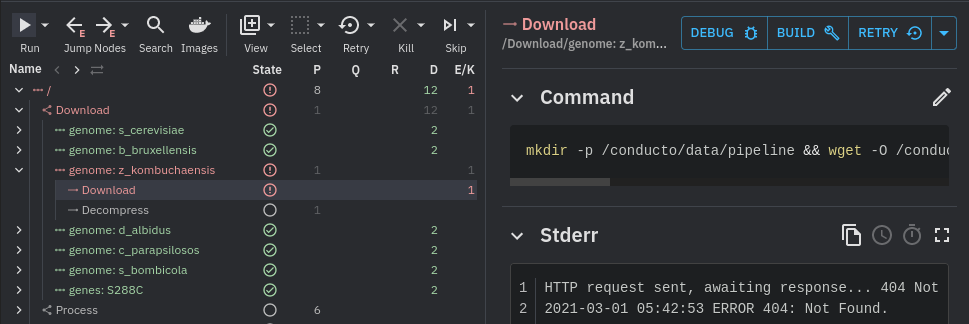 Run Jump Nodes Search Images View Select Retry Kill Skip
E E
Name State P Q R D E/K
/ 8 12 1
Download 1 12 1
genome: s_cerevisiae 2
genome: b_bruxellensis 2
genome: z_kombuchaensis 1 1
Download 1
Decompress 1
genome: d_albidus 2
genome: c_parapsilosos 2
genome: s_bombicola 2
genes: S288C 2
Process 6
Download
/Download/genome: z_kom...
DEBUG BUILD RETRY
Command
mkdir -p /conducto/data/pipeline && wget -O /conduc
Stderr
1 HTTP request sent, awaiting response... 404 Not
2 2021-03-01 05:42:53 ERROR 404: Not Found.